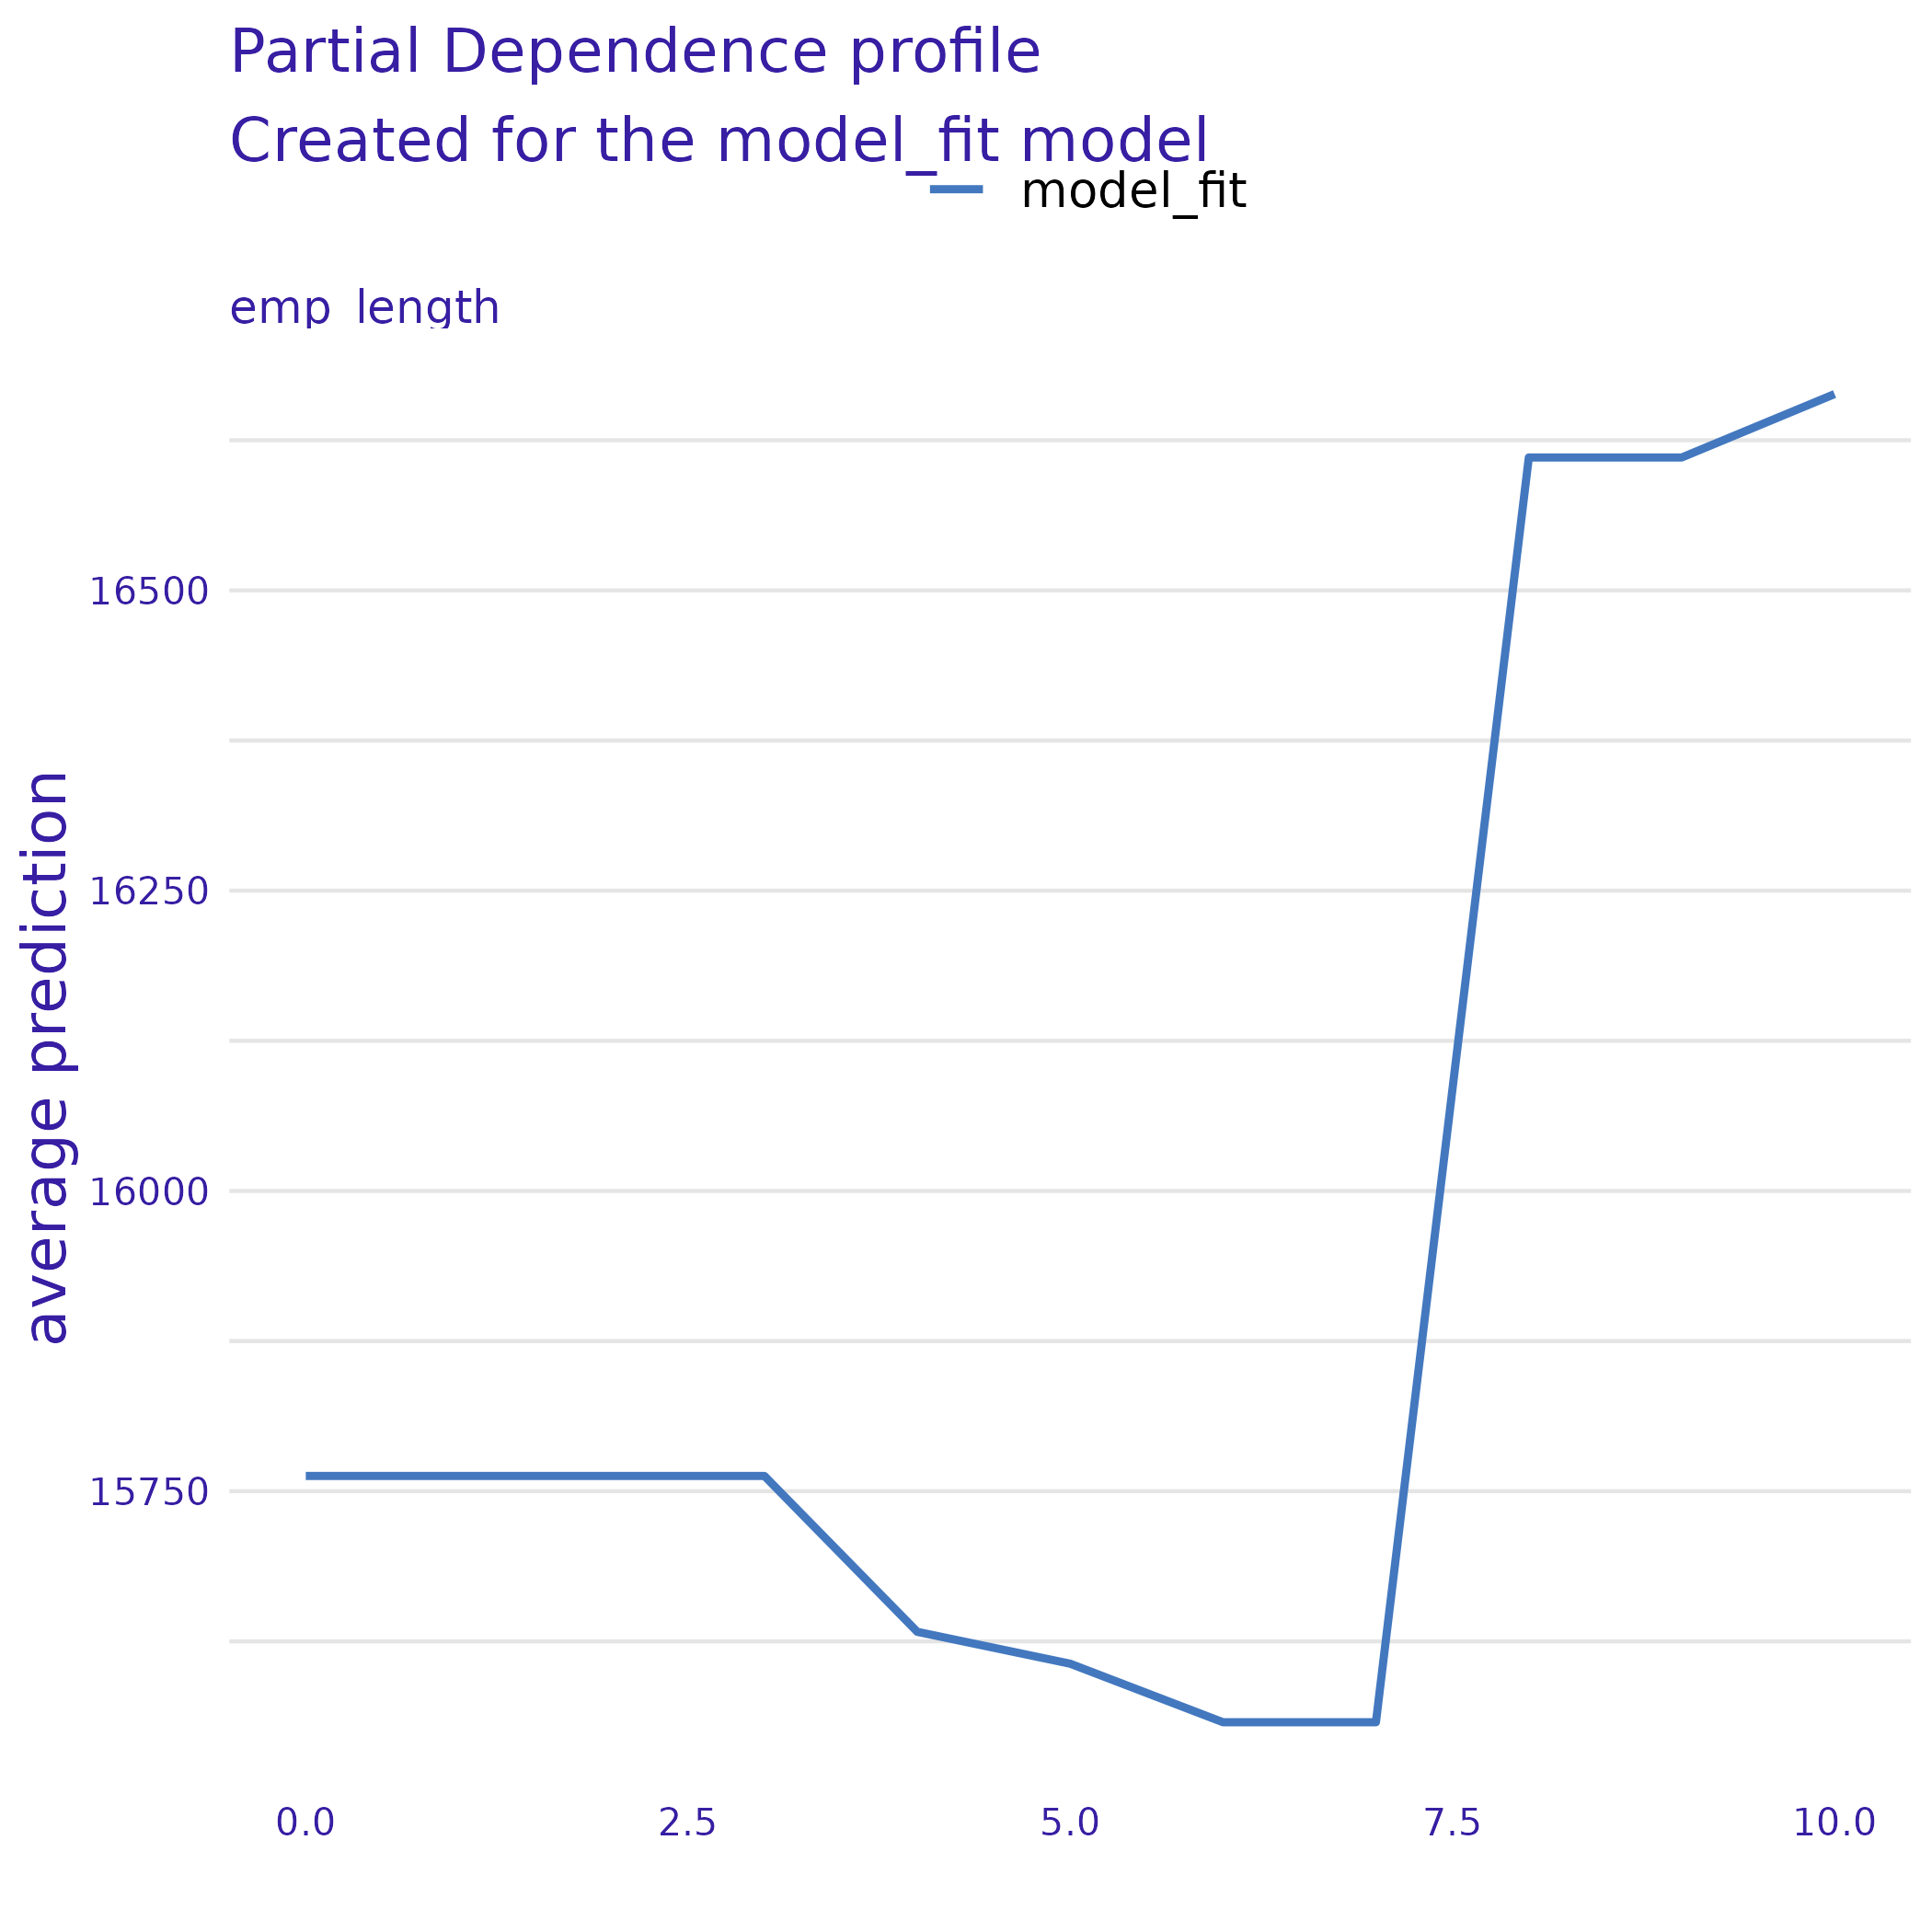 Partial Dependence profile
Created for the model_fit model
model_fit
emp_length
average prediction
16500
16250
16000
15750
0.0 2.5 5.0 7.5 10.0